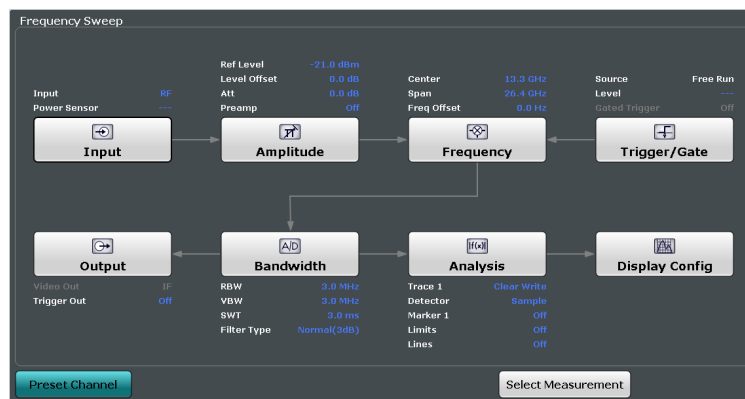 Frequency Sweep
Ref Level -21.0 dBm
Level Offset 0.0 dB
Input RF
Att 0.0 dB
Power Sensor ---
Preamp Off
Center 13.3 GHz
Span 26.4 GHz
Freq Offset 0.0 Hz
Source Free Run
Level ---
Gated Trigger Off
Input
Amplitude
Frequency
Trigger/Gate
Output
A/D
Bandwidth
|f(x)|
Analysis
Display Config
Video Out IF
Trigger Out Off
RBW 3.0 MHz
VBW 3.0 MHz
SWT 3.0 ms
Filter Type Normal(3dB)
Trace 1 Clear Write
Detector Sample
Marker 1 Off
Limits Off
Lines Off
Preset Channel
Select Measurement